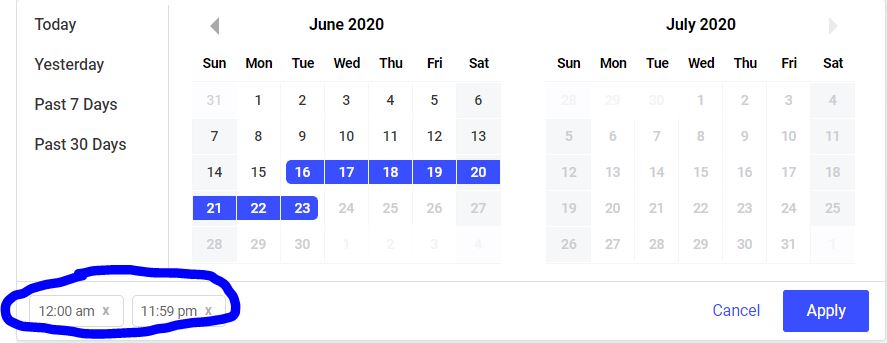 Today
Yesterday
Past 7 Days
Past 30 Days
June 2020
Sun Mon Tue Wed Thu Fri Sat
31 1 2 3 4 5 6
7 8 9 10 11 12 13
14 15 16 17 18 19 20
21 22 23 24 25 26 27
28 29 30 1 2 3 4
July 2020
Sun Mon Tue Wed Thu Fri Sat
28 29 30 1 2 3 4
5 6 7 8 9 10 11
12 13 14 15 16 17 18
19 20 21 22 23 24 25
26 27 28 29 30 31 1
12:00 am x 11:59 pm x
Cancel Apply